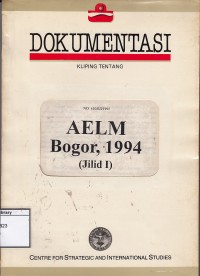 DOKUMENTASI
KLIPING TENTANG
AELM
Bogor, 1994
(Jilid I)
CENTRE FOR STRATEGIC AND INTERNATIONAL STUDIES